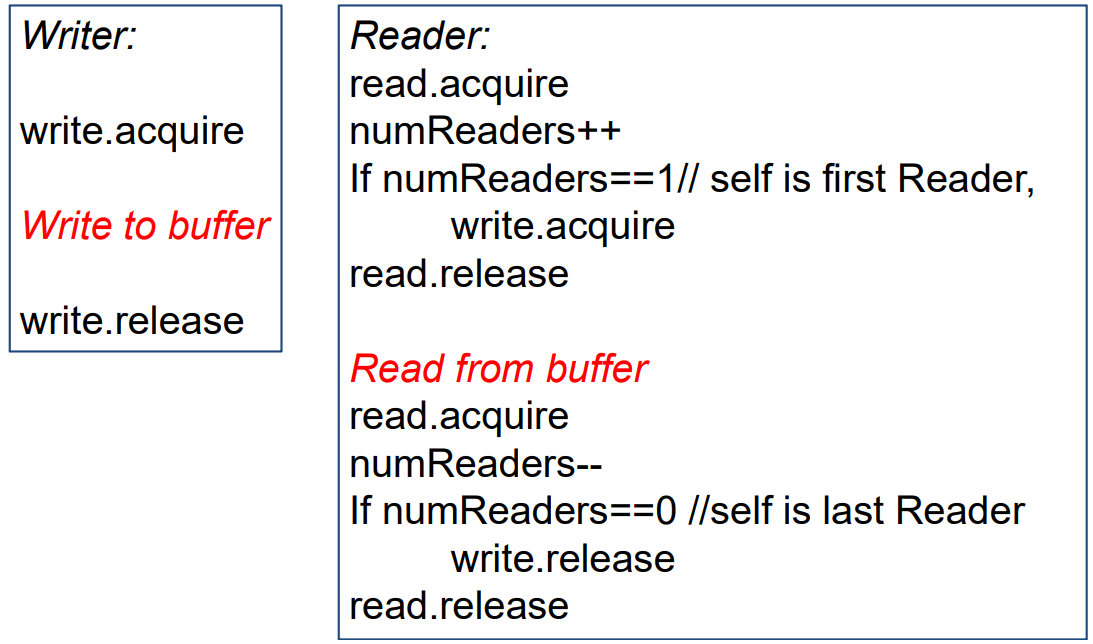 Writer:
write.acquire
Write to buffer
write.release
Reader:
read.acquire
numReaders++
If numReaders==1// self is first Reader,
write.acquire
read.release
Read from buffer
read.acquire
numReaders--
If numReaders==0 //self is last Reader
write.release
read.release